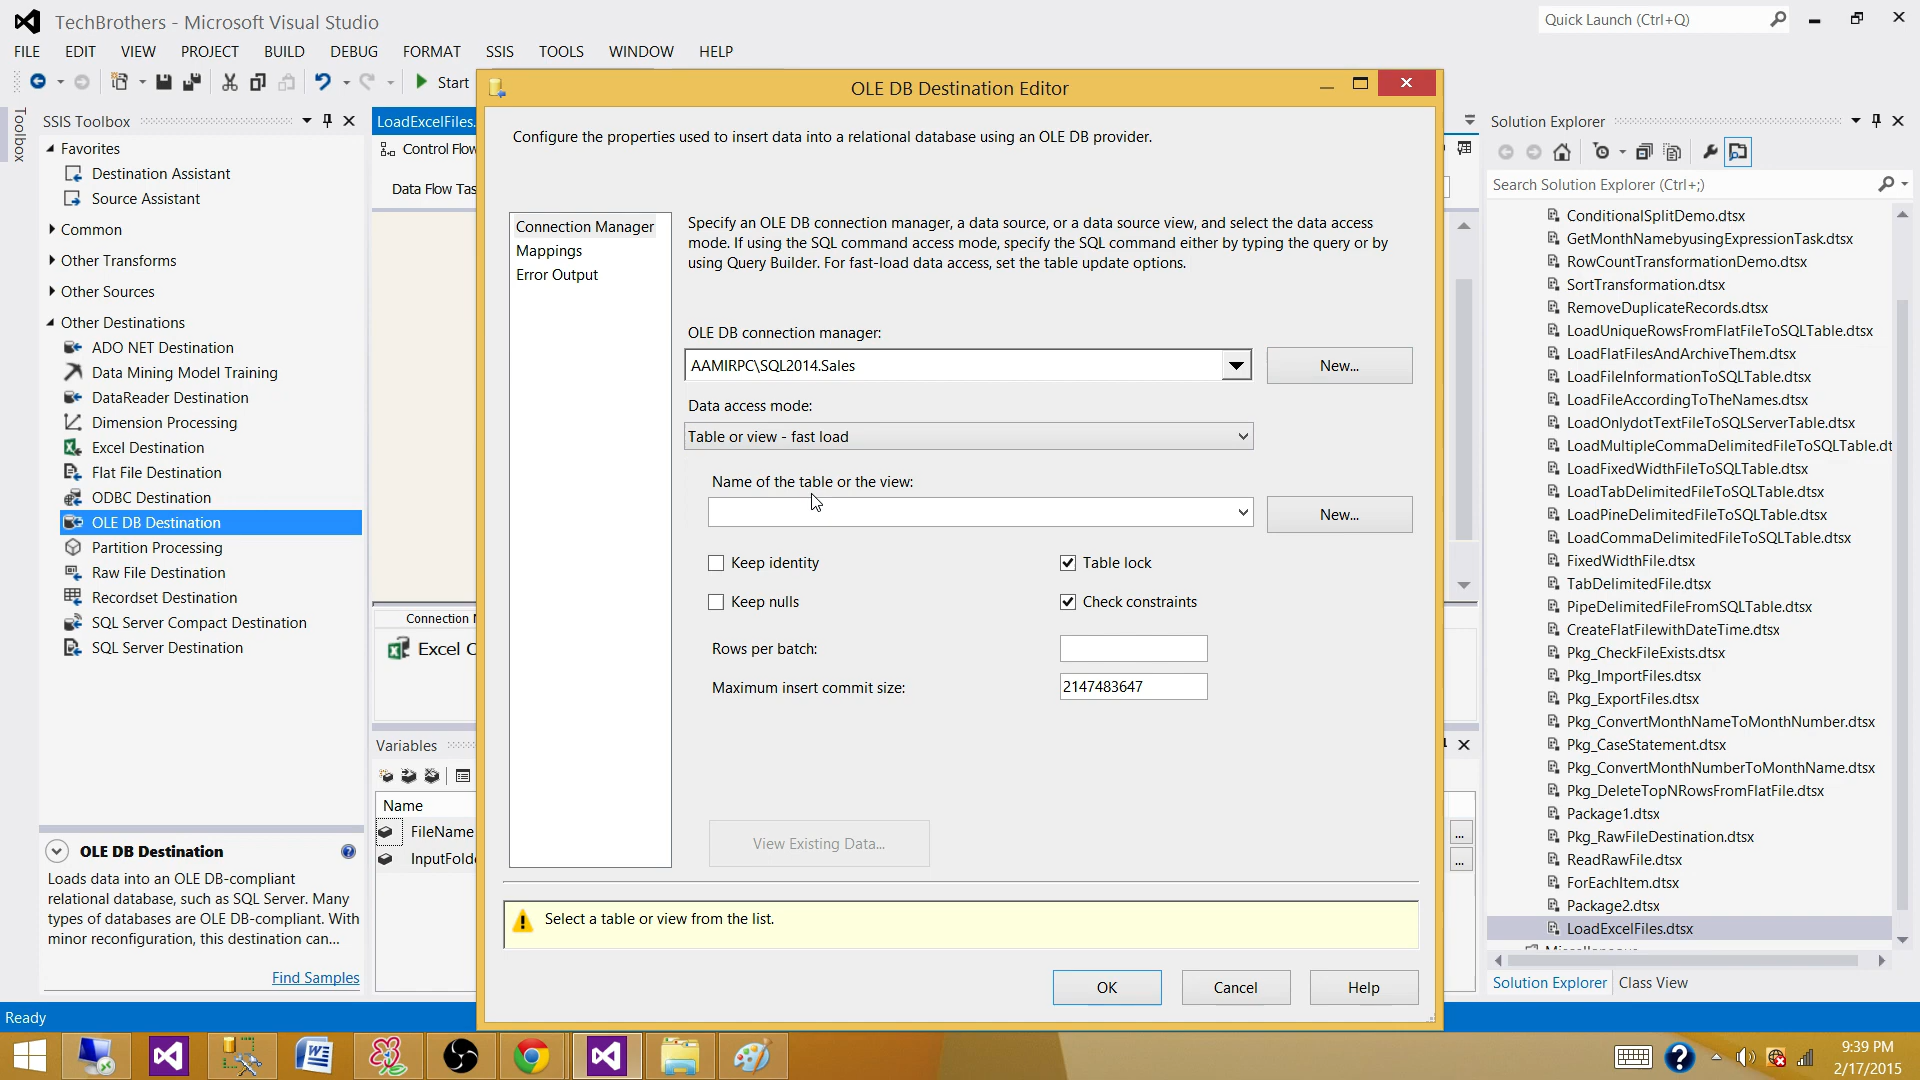 TechBrothers - Microsoft Visual Studio
Quick Launch (Ctrl+Q)
FILE EDIT VIEW PROJECT BUILD DEBUG FORMAT SSIS TOOLS WINDOW HELP
Start
Toolbox
SSIS Toolbox
Favorites
Destination Assistant
Source Assistant
Common
Other Transforms
Other Sources
Other Destinations
ADO NET Destination
Data Mining Model Training
DataReader Destination
Dimension Processing
Excel Destination
Flat File Destination
ODBC Destination
OLE DB Destination
Partition Processing
Raw File Destination
Recordset Destination
SQL Server Compact Destination
SQL Server Destination
OLE DB Destination
Loads data into an OLE DB-compliant
relational database, such as SQL Server. Many
types of databases are OLE DB-compliant. With
minor reconfiguration, this destination can...
Find Samples
LoadExcelFiles.
Control Flow
Data Flow Tas
Connection
Excel C
Variables
Name
FileName
InputFold
OLE DB Destination Editor
Configure the properties used to insert data into a relational database using an OLE DB provider.
Connection Manager
Mappings
Error Output
Specify an OLE DB connection manager, a data source, or a data source view, and select the data access
mode. If using the SQL command access mode, specify the SQL command either by typing the query or by
using Query Builder. For fast-load data access, set the table update options.
OLE DB connection manager:
AAMIRPC\SQL2014.Sales
New...
Data access mode:
Table or view - fast load
Name of the table or the view:
New...
Keep identity
Table lock
Keep nulls
Check constraints
Rows per batch:
Maximum insert commit size:
2147483647
View Existing Data...
Select a table or view from the list.
OK Cancel Help
Solution Explorer
Search Solution Explorer (Ctrl+;)
ConditionalSplitDemo.dtsx
GetMonthNamebyusingExpressionTask.dtsx
RowCountTransformationDemo.dtsx
SortTransformation.dtsx
RemoveDuplicateRecords.dtsx
LoadUniqueRowsFromFlatFileToSQLTable.dtsx
LoadFlatFilesAndArchiveThem.dtsx
LoadFileInformationToSQLTable.dtsx
LoadFileAccordingToTheNames.dtsx
LoadOnlydotTextFileToSQLServerTable.dtsx
LoadMultipleCommaDelimitedFileToSQLTable.dt
LoadFixedWidthFileToSQLTable.dtsx
LoadTabDelimitedFileToSQLTable.dtsx
LoadPineDelimitedFileToSQLTable.dtsx
LoadCommaDelimitedFileToSQLTable.dtsx
FixedWidthFile.dtsx
TabDelimitedFile.dtsx
PipeDelimitedFileFromSQLTable.dtsx
CreateFlatFilewithDateTime.dtsx
Pkg_CheckFileExists.dtsx
Pkg_ImportFiles.dtsx
Pkg_ExportFiles.dtsx
Pkg_ConvertMonthNameToMonthNumber.dtsx
Pkg_CaseStatement.dtsx
Pkg_ConvertMonthNumberToMonthName.dtsx
Pkg_DeleteTopNRowsFromFlatFile.dtsx
Package1.dtsx
Pkg_RawFileDestination.dtsx
ReadRawFile.dtsx
ForEachItem.dtsx
Package2.dtsx
LoadExcelFiles.dtsx
Solution Explorer Class View
Ready
9:39 PM
2/17/2015